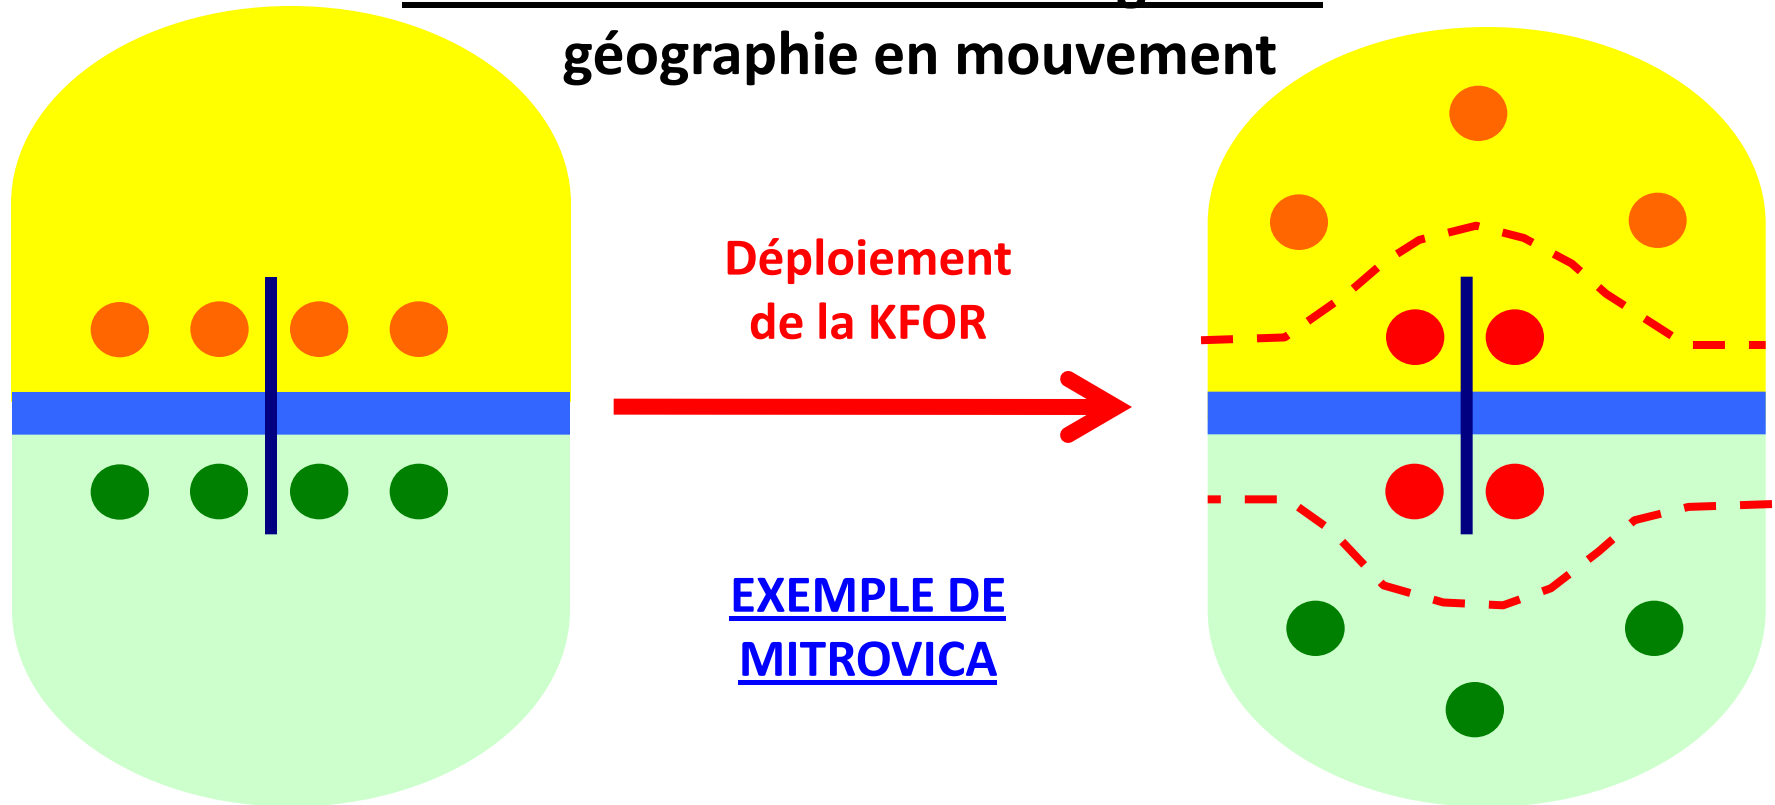 géographie en mouvement
Déploiement
de la KFOR
EXEMPLE DE
MITROVICA